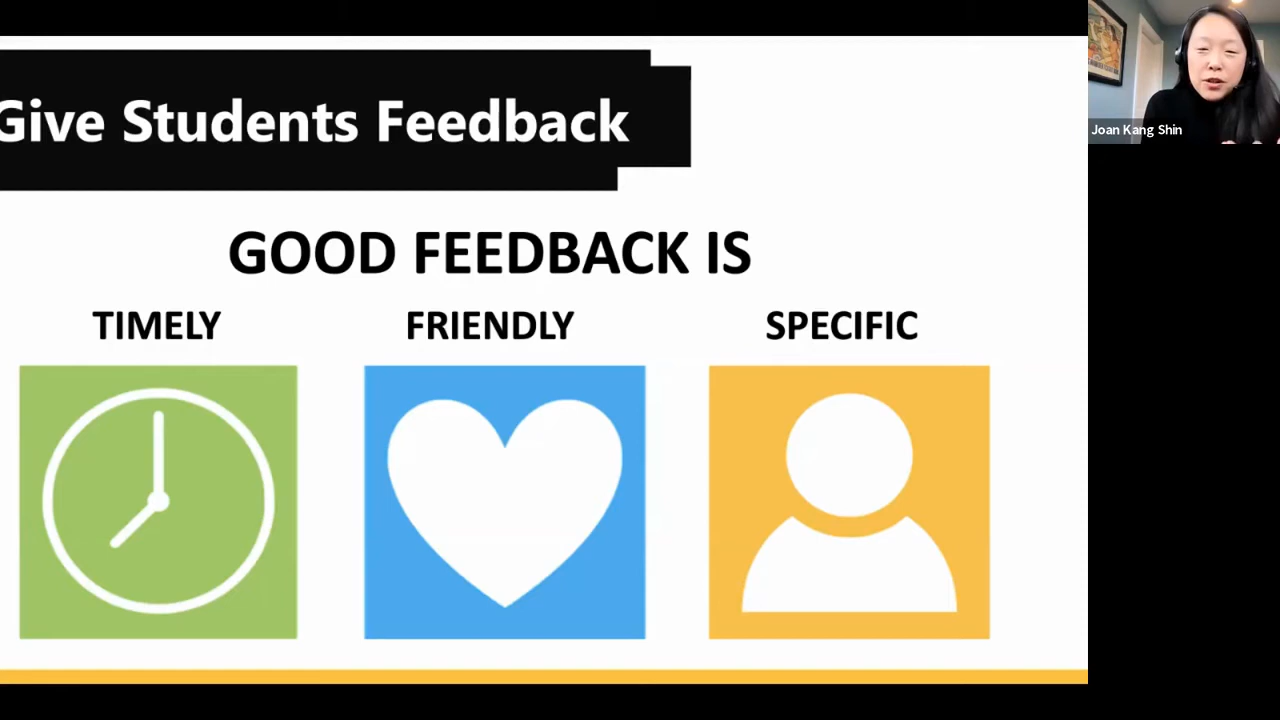 Give Students Feedback
GOOD FEEDBACK IS
TIMELY
FRIENDLY
SPECIFIC
Joan Kang Shin